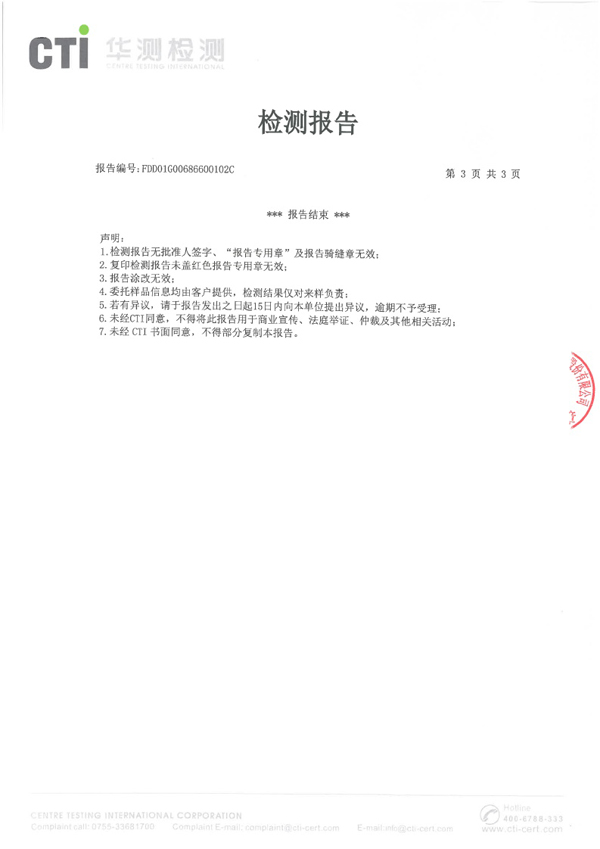 CTI 华测检测
CENTRE TESTING INTERNATIONAL
检测报告
报告编号:FDD01G00686600102C
第 3 页 共 3 页
*** 报告结束 ***
声明:
1.检测报告无批准人签字、“报告专用章”及报告骑缝章无效;
2.复印检测报告未盖红色报告专用章无效;
3.报告涂改无效;
4.委托样品信息均由客户提供，检测结果仅对来样负责;
5.若有异议，请于报告发出之日起15日内向本单位提出异议，逾期不予受理;
6.未经CTI同意，不得将此报告用于商业宣传、法庭举证、仲裁及其他相关活动;
7.未经 CTI 书面同意，不得部分复制本报告。
份有限公司
CENTRE TESTING INTERNATIONAL CORPORATION
Hotline
400-6788-333
Complaint call: 0755-33681700 Complaint E-mail: complaint@cti-cert.com E-mail:info@cti-cert.com www.cti-cert.com